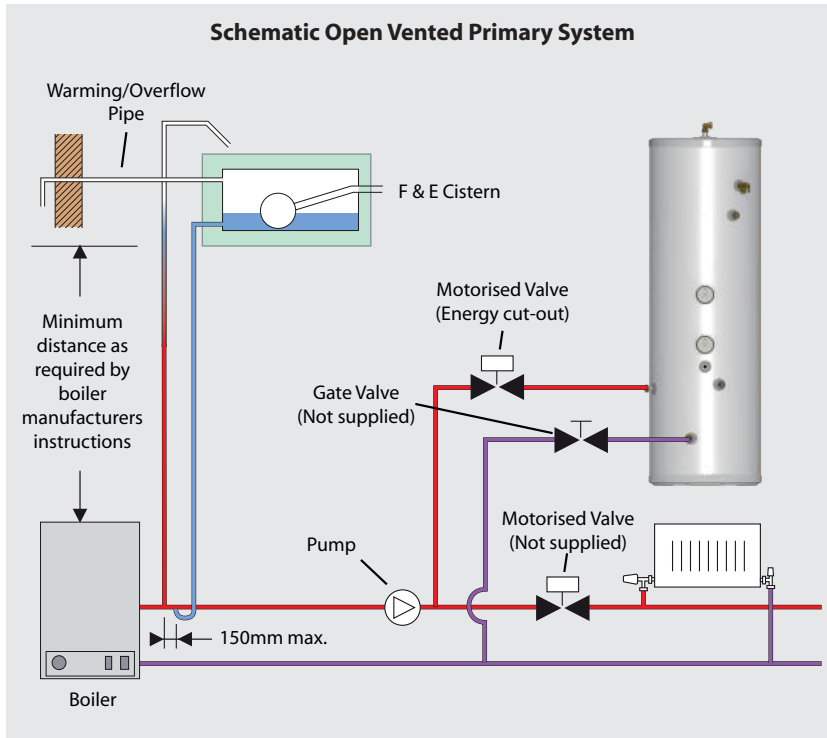 Schematic Open Vented Primary System
Warming/Overflow
Pipe
F & E Cistern
Motorised Valve
(Energy cut-out)
Minimum
distance as
required by
boiler
manufacturers
instructions
Gate Valve
(Not supplied)
Motorised Valve
(Not supplied)
Pump
150mm max.
Boiler